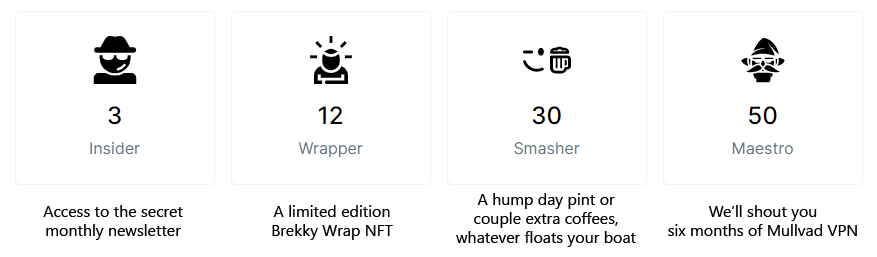 3
Insider
Access to the secret
monthly newsletter
12
Wrapper
A limited edition
Brekky Wrap NFT
30
Smasher
A hump day pint or
couple extra coffees,
whatever floats your boat
50
Maestro
We'll shout you
six months of Mullvad VPN